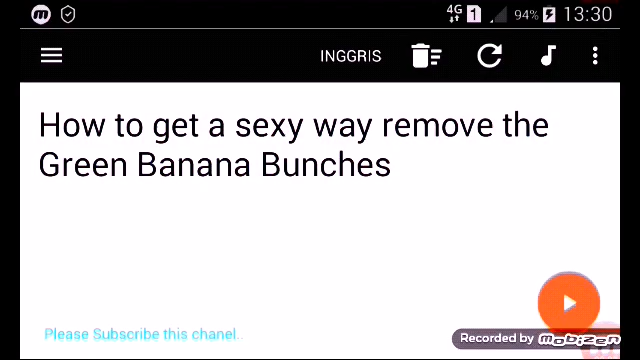 4G 1 94% 13:30
INGGRIS
How to get a sexy way remove the
Green Banana Bunches
Please Subscribe this chanel..
Recorded by MOBIZEN